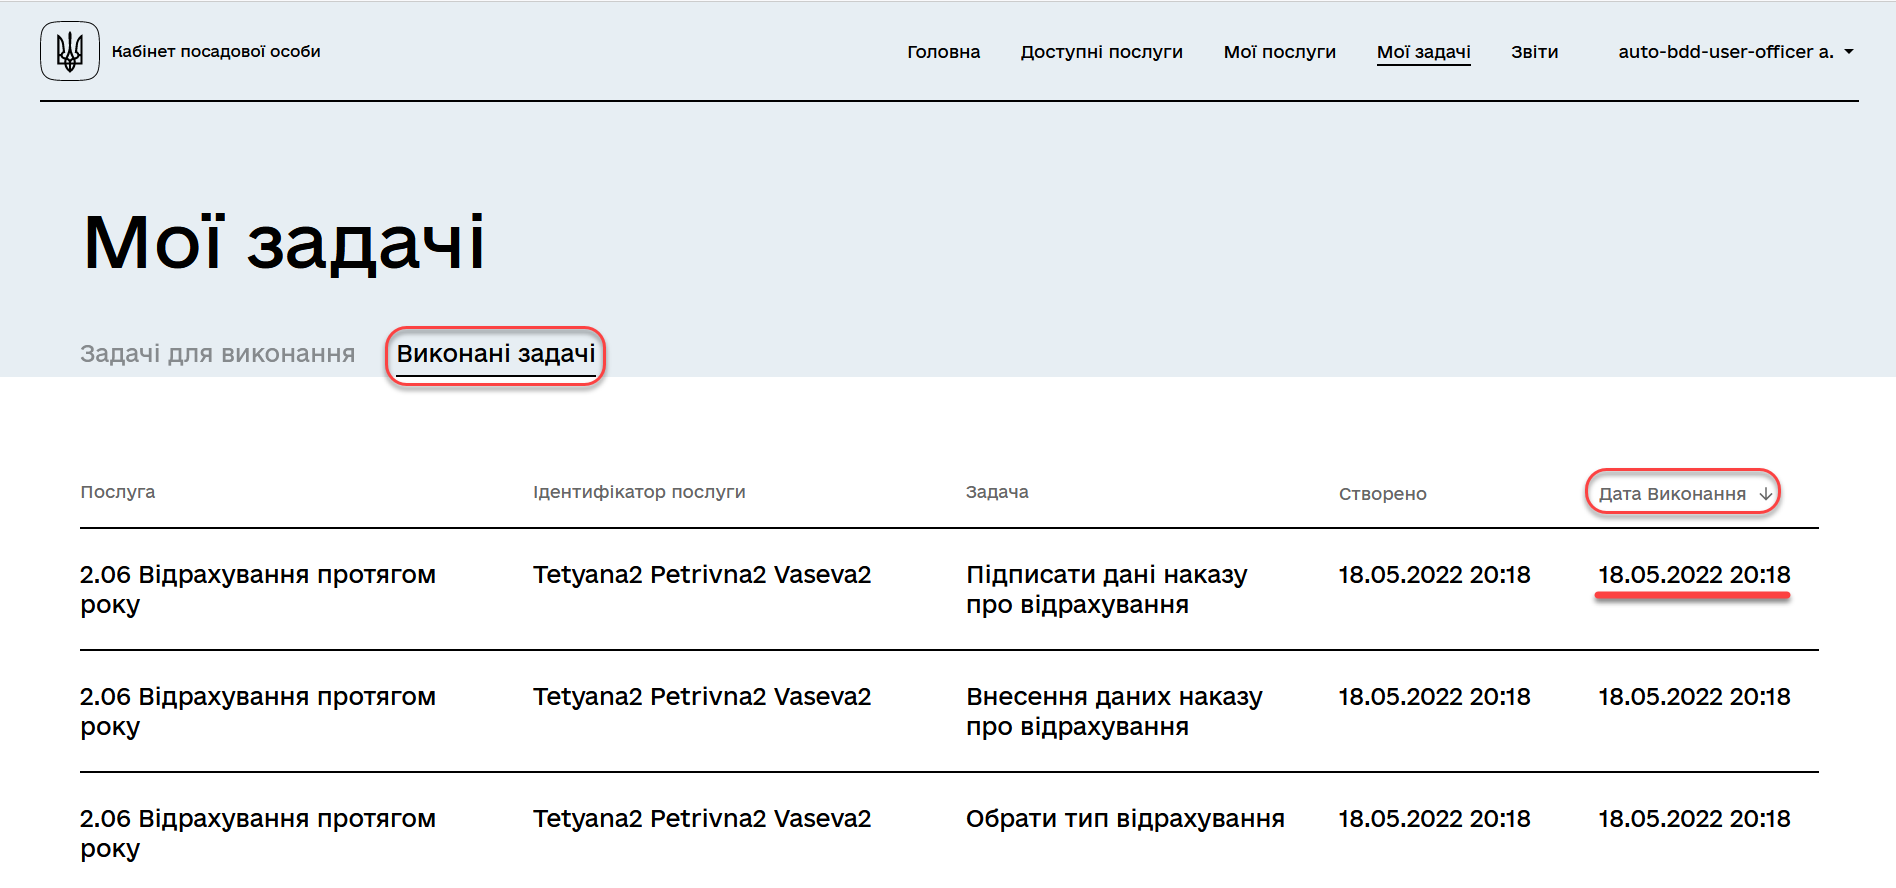 Кабінет посадової особи
Головна
Доступні послуги
Мої послуги
Мої задачі
Звіти
auto-bdd-user-officer a.
Мої задачі
Задачі для виконання
Виконані задачі
Послуга
Ідентифікатор послуги
Задача
Створено
Дата Виконання
2.06 Відрахування протягом
року
Tetyana2 Petrivna2 Vaseva2
Підписати дані наказу
про відрахування
18.05.2022 20:18
18.05.2022 20:18
2.06 Відрахування протягом
року
Tetyana2 Petrivna2 Vaseva2
Внесення даних наказу
про відрахування
18.05.2022 20:18
18.05.2022 20:18
2.06 Відрахування протягом
року
Tetyana2 Petrivna2 Vaseva2
Обрати тип відрахування
18.05.2022 20:18
18.05.2022 20:18